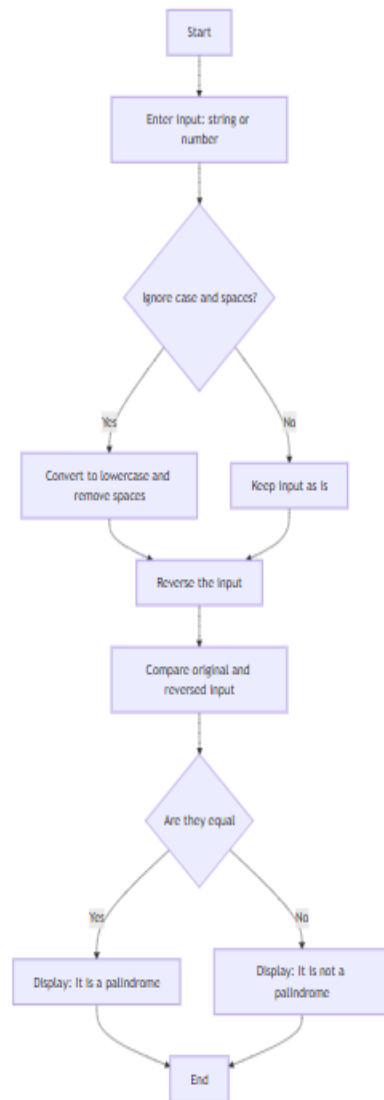 Start
Enter input: string or
number
Ignore case and spaces?
Yes
No
Convert to lowercase and
remove spaces
Keep input as is
Reverse the input
Compare original and
reversed input
Are they equal
Yes
No
Display: It is a palindrome
Display: It is not a
palindrome
End